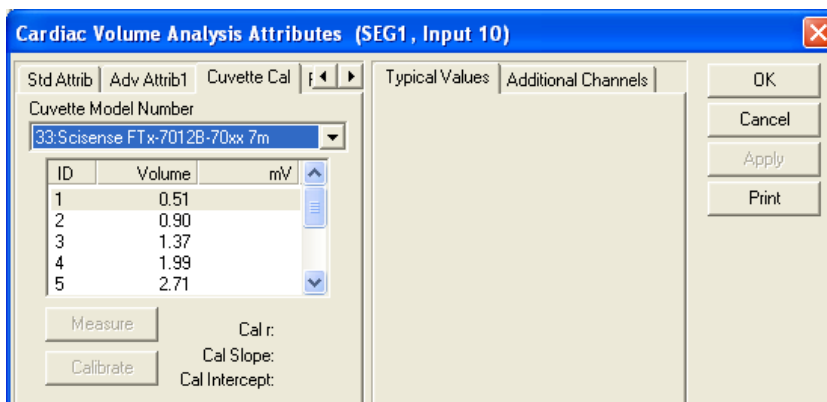 Cardiac Volume Analysis Attributes (SEG1, Input 10)
Std Attrib Adv Attrib1 Cuvette Cal
Cuvette Model Number
33:Scisense FTx-7012B-70xx 7m
ID Volume mV
1 0.51
2 0.90
3 1.37
4 1.99
5 2.71
Measure
Calibrate
Cal r:
Cal Slope:
Cal Intercept:
Typical Values Additional Channels
OK
Cancel
Apply
Print